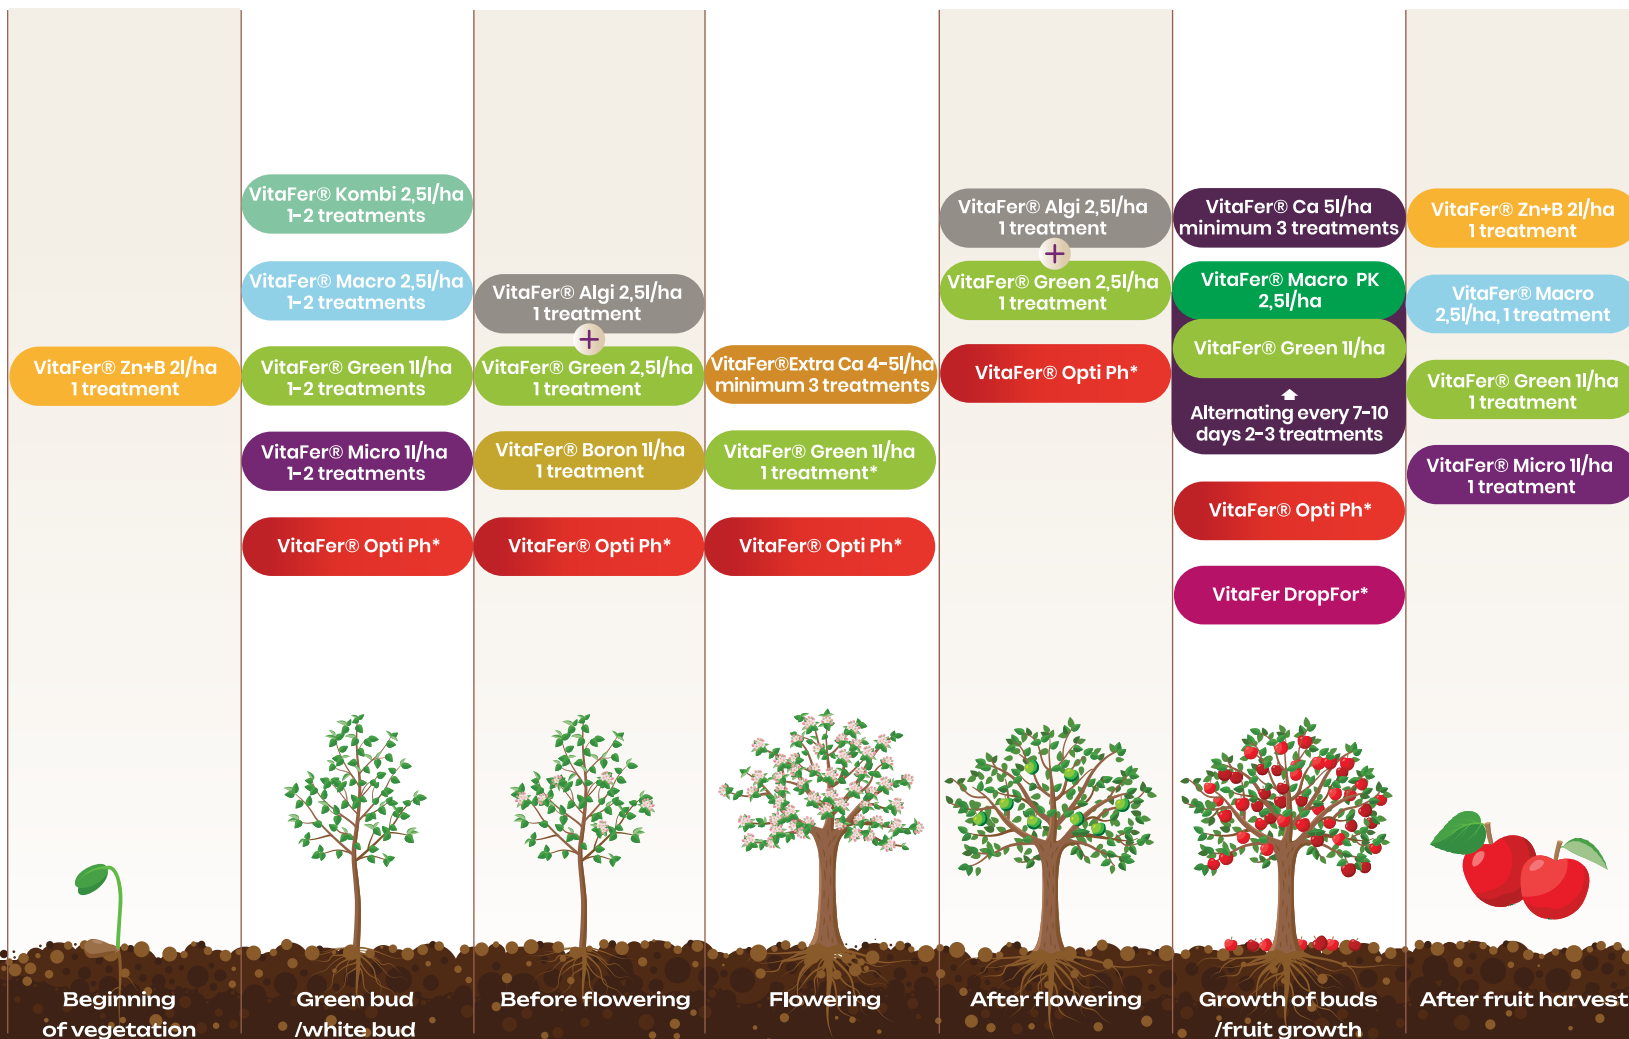 VitaFer® Zn+B 2l/ha
1 treatment
Beginning
of vegetation
VitaFer® Kombi 2,5l/ha
1-2 treatments
VitaFer® Macro 2,5l/ha
1-2 treatments
VitaFer® Green 1l/ha
1-2 treatments
VitaFer® Micro 1l/ha
1-2 treatments
VitaFer® Opti Ph*
Green bud
/white bud
VitaFer® Algi 2,5l/ha
1 treatment
+
VitaFer® Green 2,5l/ha
1 treatment
VitaFer® Boron 1l/ha
1 treatment
VitaFer® Opti Ph*
Before flowering
VitaFer®Extra Ca 4-5l/ha
minimum 3 treatments
VitaFer® Green 1l/ha
1 treatment*
VitaFer® Opti Ph*
Flowering
VitaFer® Algi 2,5l/ha
1 treatment
+
VitaFer® Green 2,5l/ha
1 treatment
VitaFer® Opti Ph*
After flowering
VitaFer® Ca 5l/ha
minimum 3 treatments
VitaFer® Macro PK
2,5l/ha
VitaFer® Green 1l/ha
Alternating every 7-10
days 2-3 treatments
VitaFer® Opti Ph*
VitaFer DropFor*
Growth of buds
/fruit growth
VitaFer® Zn+B 2l/ha
1 treatment
VitaFer® Macro
2,5l/ha, 1 treatment
VitaFer® Green 1l/ha
1 treatment
VitaFer® Micro 1l/ha
1 treatment
After fruit harvest